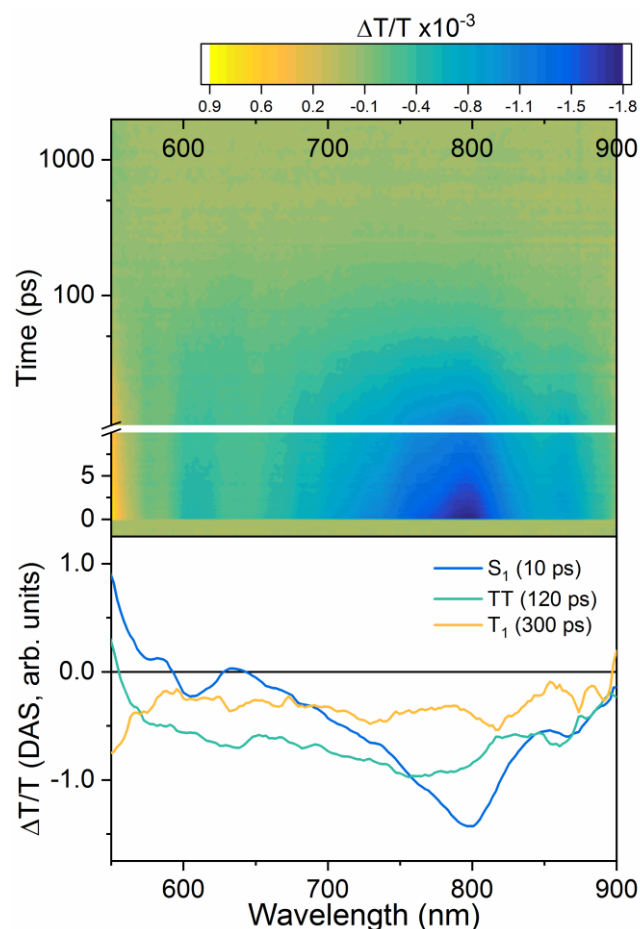 ΔT/T x10⁻³
0.9 0.6 0.2 -0.1 -0.4 -0.8 -1.1 -1.5 -1.8
600 700 800 900
1000
100
5
0
Time (ps)
1.0
0.0
-1.0
ΔT/T (DAS, arb. units)
S₁ (10 ps)
TT (120 ps)
T₁ (300 ps)
600 700 800 900
Wavelength (nm)